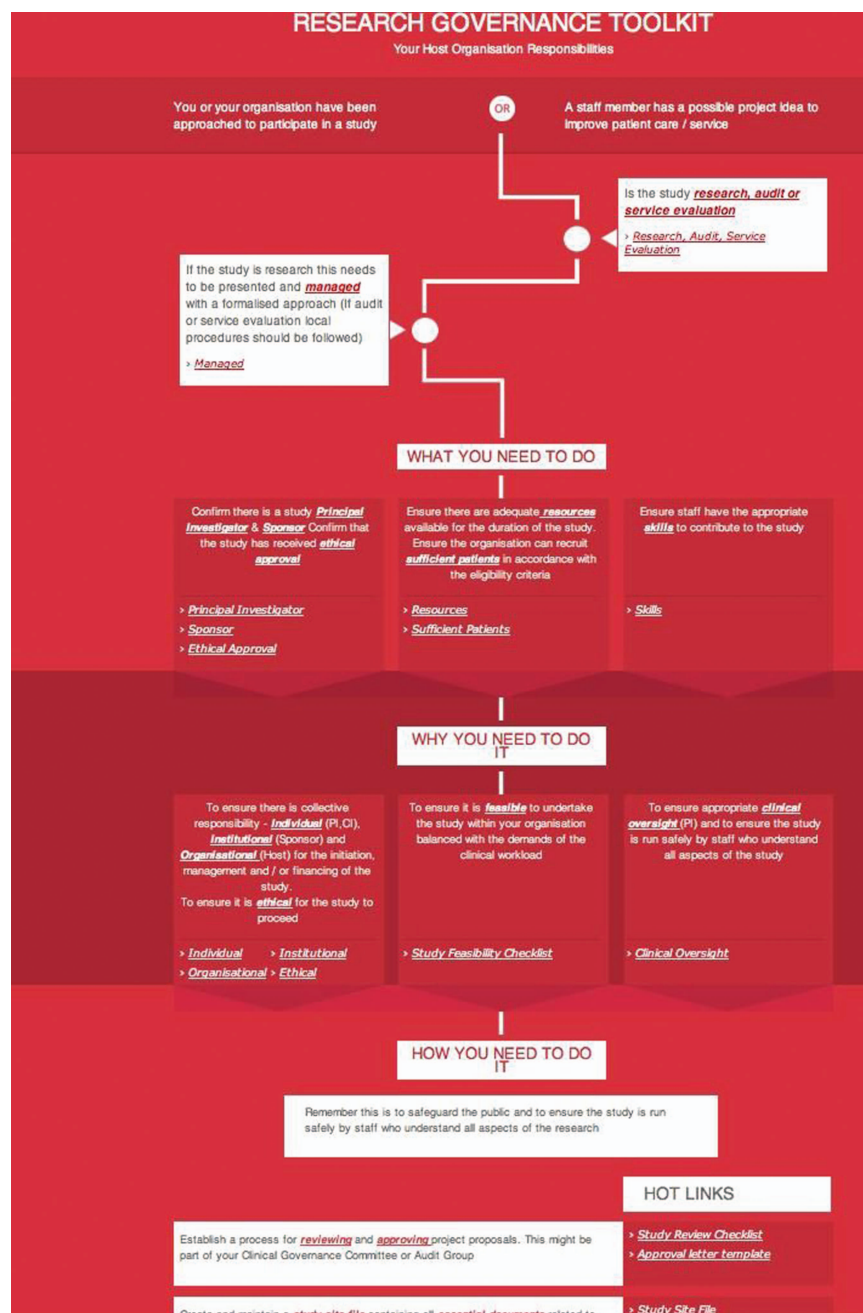 RESEARCH GOVERNANCE TOOLKIT
Your Host Organisation Responsibilities
You or your organisation have been
approached to participate in a study
OR
A staff member has a possible project idea to
improve patient care / service
Is the study research, audit or
service evaluation
› Research, Audit, Service
Evaluation
If the study is research this needs
to be presented and managed
with a formalised approach (If audit
or service evaluation local
procedures should be followed)
› Managed
WHAT YOU NEED TO DO
Confirm there is a study Principal
Investigator & Sponsor Confirm that
the study has received ethical
approval
› Principal Investigator
› Sponsor
› Ethical Approval
Ensure there are adequate resources
available for the duration of the study.
Ensure the organisation can recruit
sufficient patients in accordance with
the eligibility criteria
› Resources
› Sufficient Patients
Ensure staff have the appropriate
skills to contribute to the study
› Skills
WHY YOU NEED TO DO
IT
To ensure there is collective
responsibility - Individual (PI,CI),
Institutional (Sponsor) and
Organisational (Host) for the initiation,
management and / or financing of the
study.
To ensure it is ethical for the study to
proceed
› Individual › Institutional
› Organisational › Ethical
To ensure it is feasible to undertake
the study within your organisation
balanced with the demands of the
clinical workload
› Study Feasibility Checklist
To ensure appropriate clinical
oversight (PI) and to ensure the study
is run safely by staff who understand
all aspects of the study
› Clinical Oversight
HOW YOU NEED TO DO
IT
Remember this is to safeguard the public and to ensure the study is run
safely by staff who understand all aspects of the research
HOT LINKS
Establish a process for reviewing and approving project proposals. This might
be part of your Clinical Governance Committee or Audit Group
› Study Review Checklist
› Approval letter template
Create and maintain a study site file containing all essential documents related to
› Study Site File